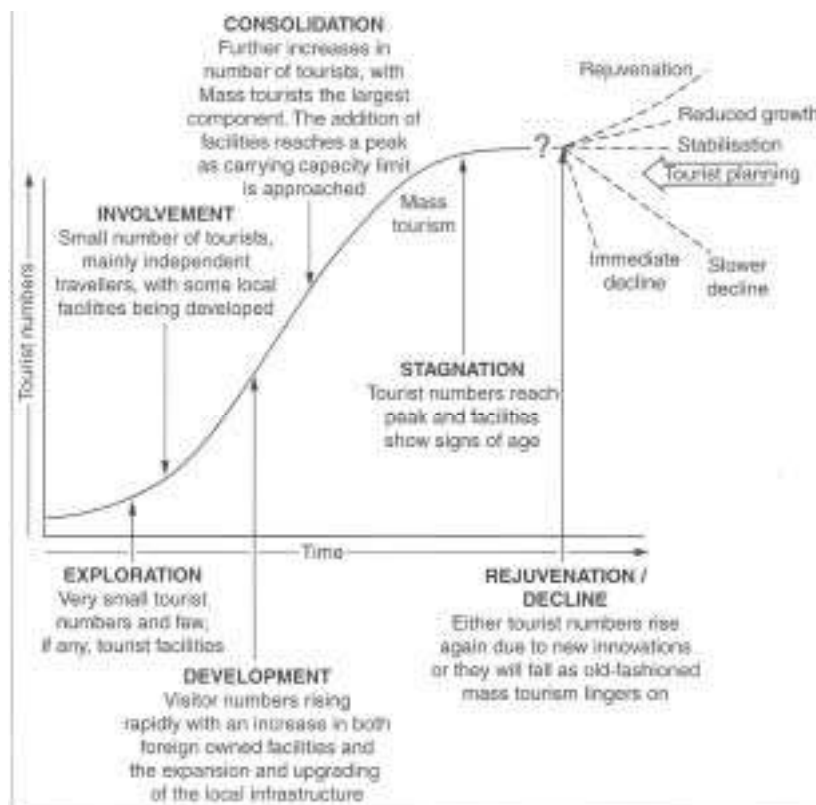 CONSOLIDATION
Further increases in
number of tourists, with
Mass tourists the largest
component. The addition of
facilities reaches a peak
as carrying capacity limit
is approached
INVOLVEMENT
Small number of tourists,
mainly independent
travellers, with some local
facilities being developed
Mass
tourism
?
Rejuvenation
Reduced growth
Stabilisation
Tourist planning
Immediate
decline
Slower
decline
Tourist numbers
STAGNATION
Tourist numbers reach
peak and facilities
show signs of age
Time
EXPLORATION
Very small tourist
numbers and few,
if any, tourist facilities
DEVELOPMENT
Visitor numbers rising
rapidly with an increase in both
foreign owned facilities and
the expansion and upgrading
of the local infrastructure
REJUVENATION /
DECLINE
Either tourist numbers rise
again due to new innovations
or they will fall as old-fashioned
mass tourism lingers on